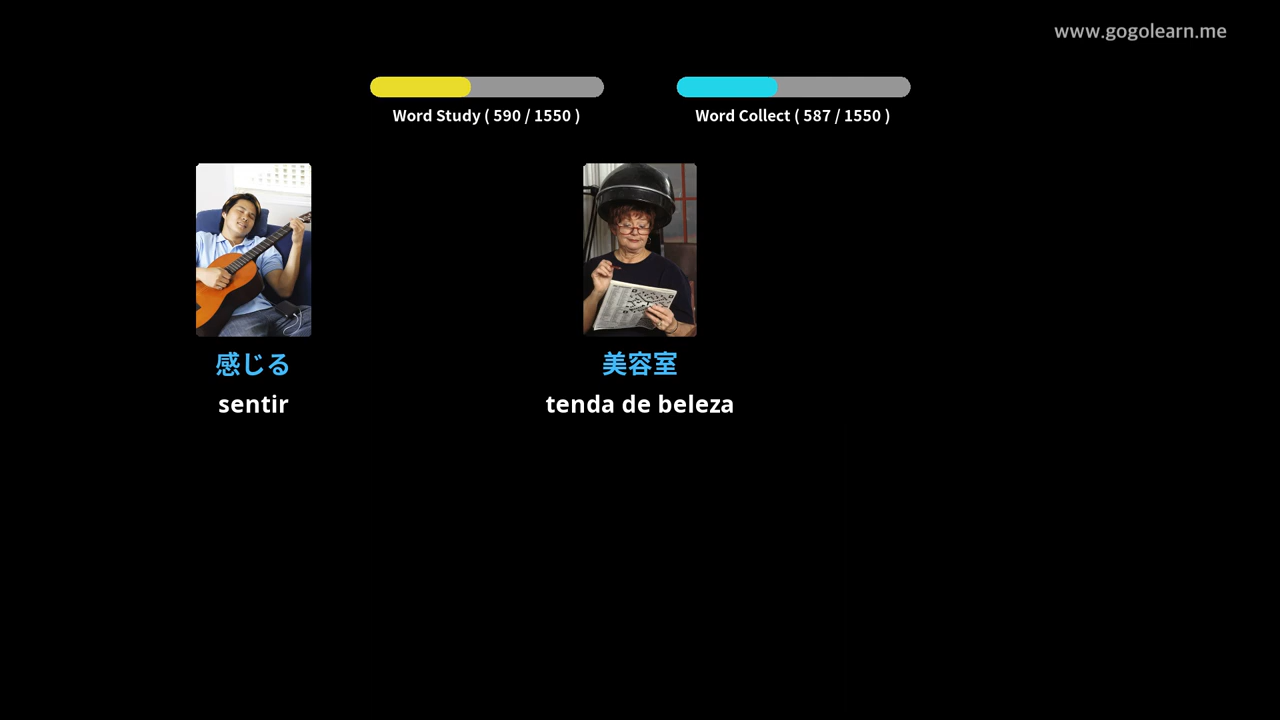 www.gogolearn.me
Word Study ( 590 / 1550 )
Word Collect ( 587 / 1550 )
感じる
sentir
美容室
tenda de beleza